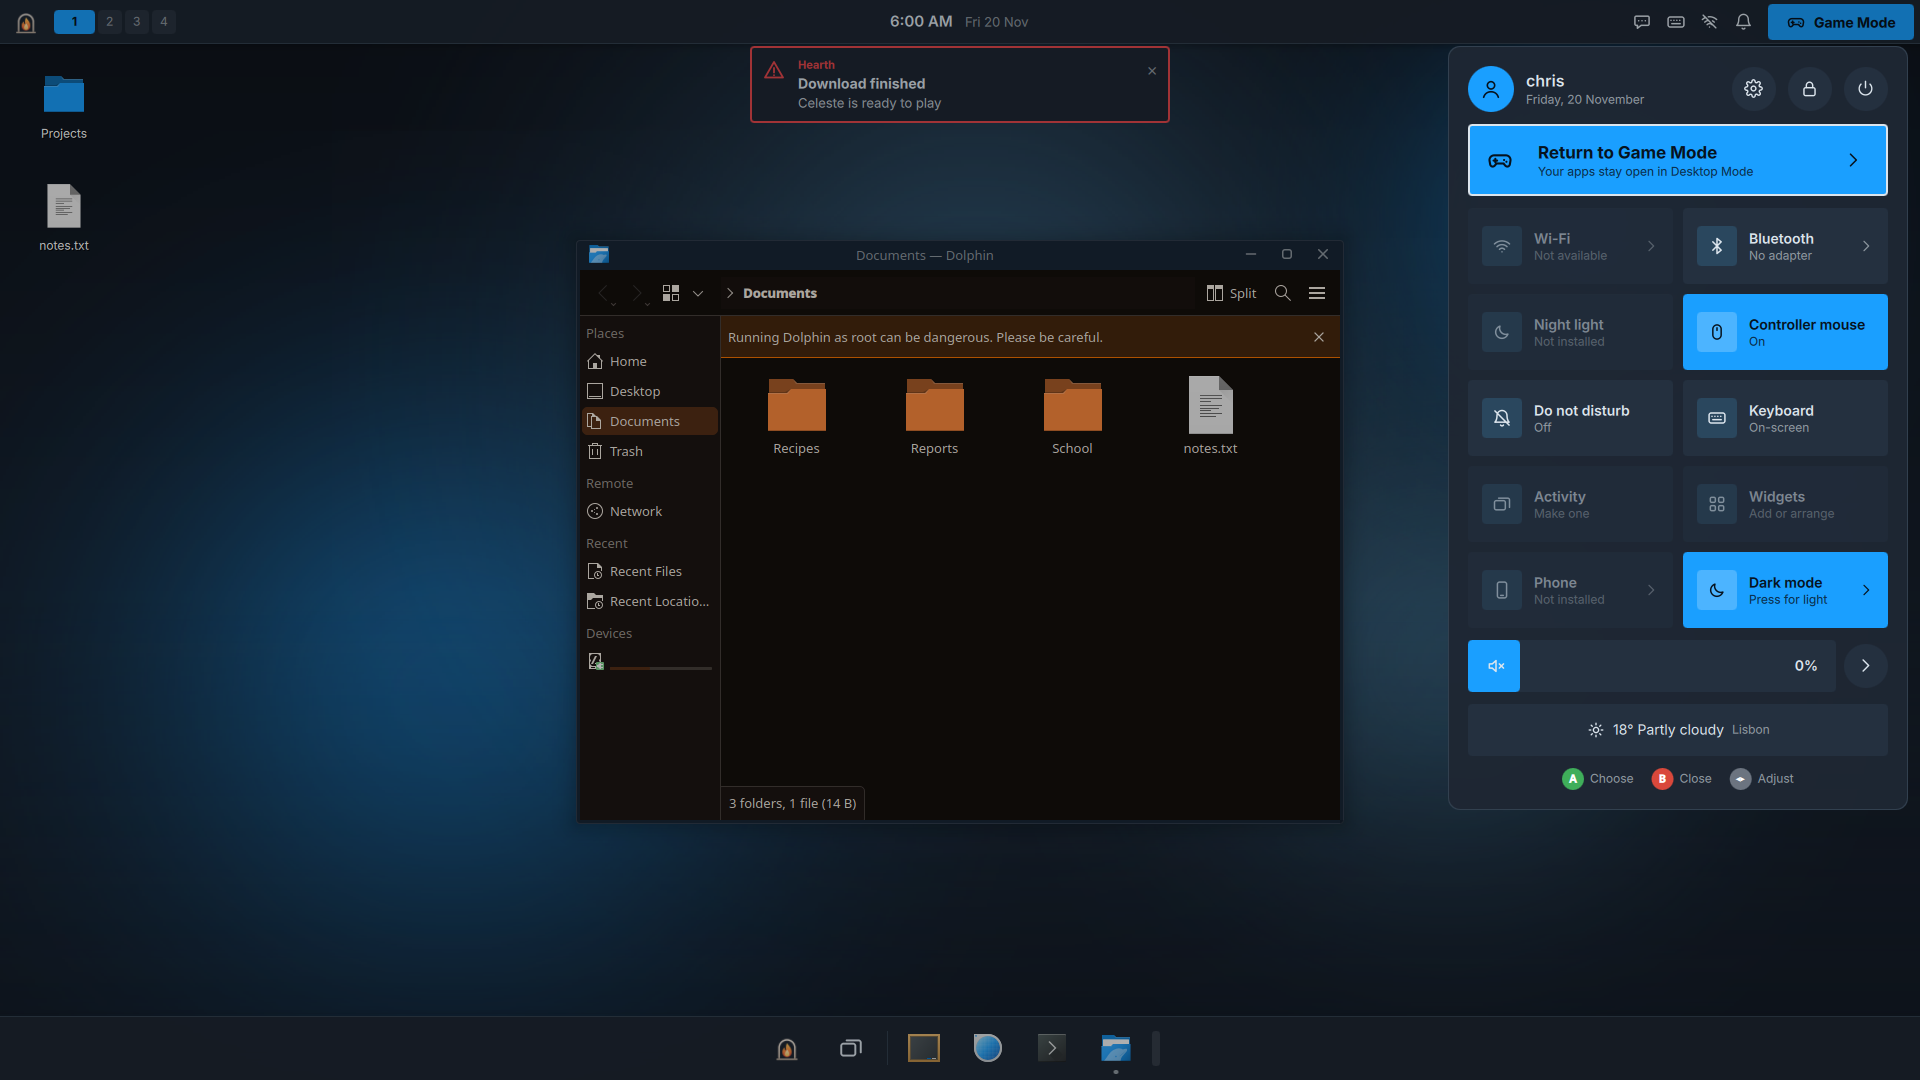 1 2 3 4
6:00 AM Fri 20 Nov
Game Mode
Projects
notes.txt
Hearth
Download finished
Celeste is ready to play
Documents — Dolphin
Documents
Split
Places
Home
Desktop
Documents
Trash
Remote
Network
Recent
Recent Files
Recent Locatio...
Devices
Running Dolphin as root can be dangerous. Please be careful.
Recipes
Reports
School
notes.txt
3 folders, 1 file (14 B)
chris
Friday, 20 November
Return to Game Mode
Your apps stay open in Desktop Mode
Wi-Fi
Not available
Bluetooth
No adapter
Night light
Not installed
Controller mouse
On
Do not disturb
Off
Keyboard
On-screen
Activity
Make one
Widgets
Add or arrange
Phone
Not installed
Dark mode
Press for light
0%
18° Partly cloudy Lisbon
A Choose B Close Adjust